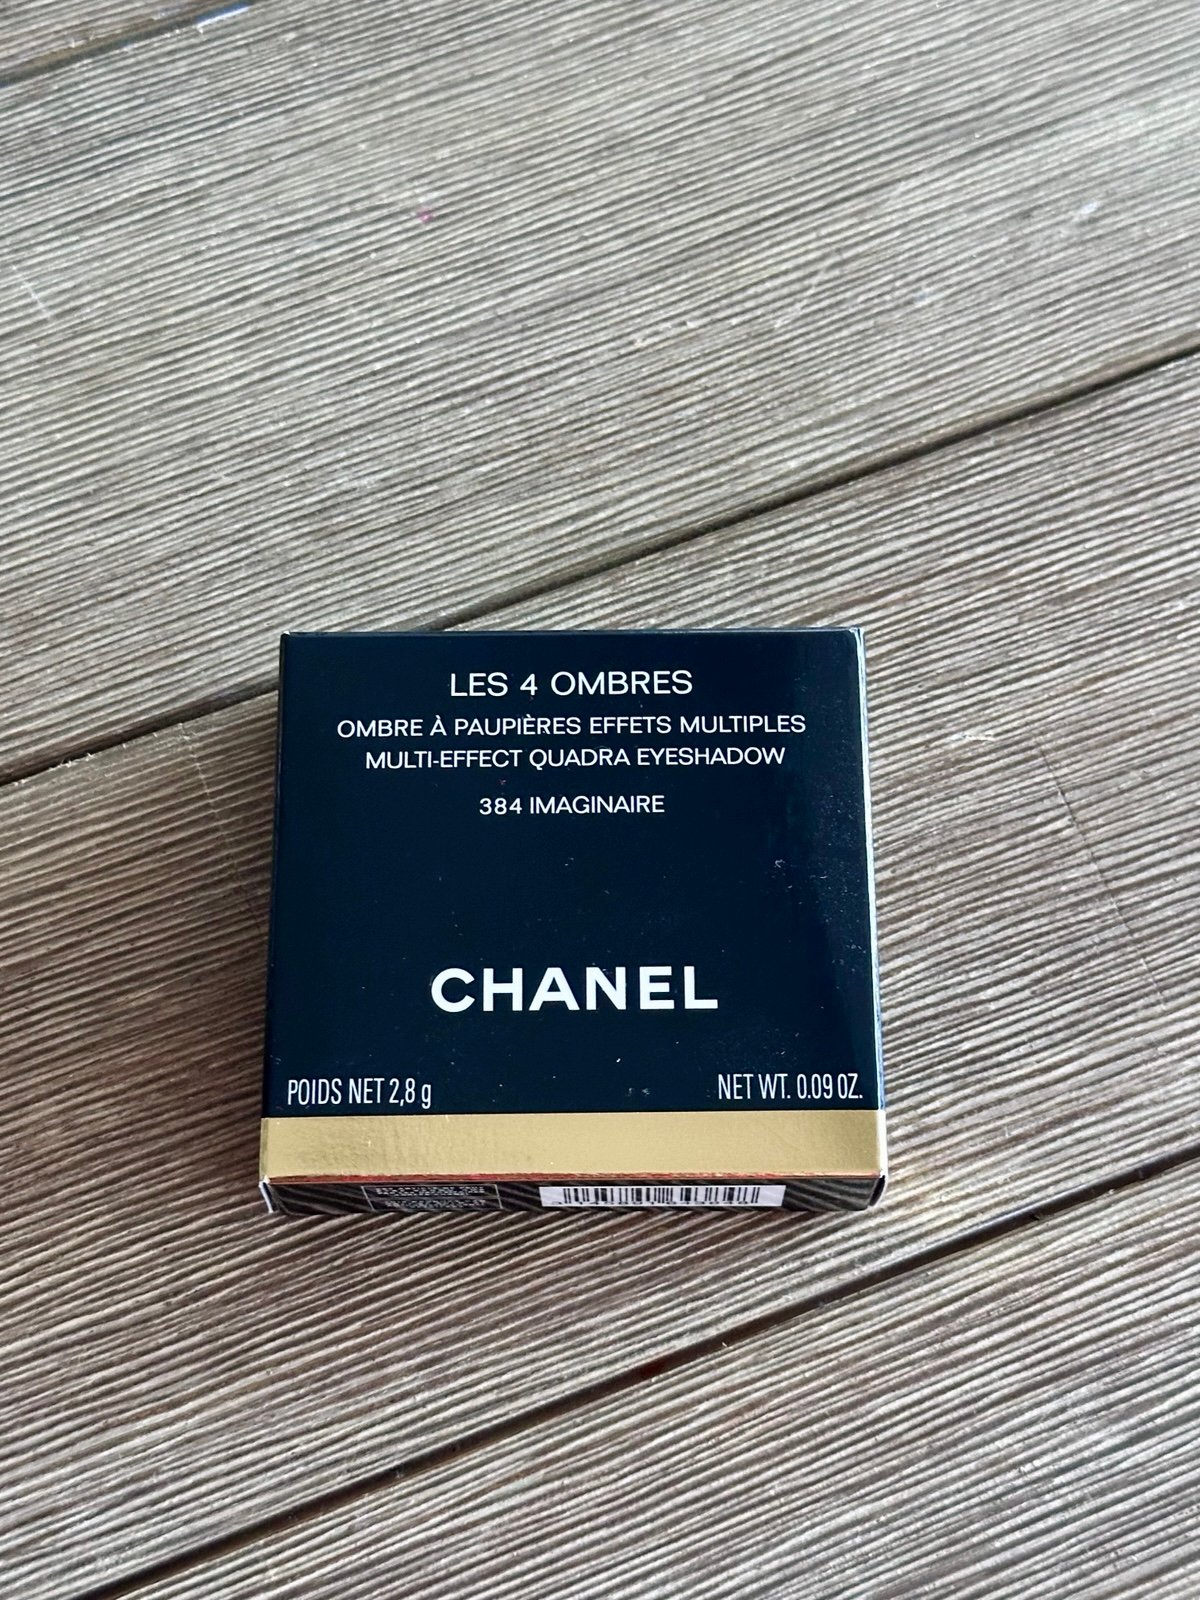 LES 4 OMBRES
OMBRE À PAUPIÈRES EFFETS MULTIPLES
MULTI-EFFECT QUADRA EYESHADOW
384 IMAGINAIRE
CHANEL
POIDS NET 2,8 g
NET WT. 0.09 OZ.